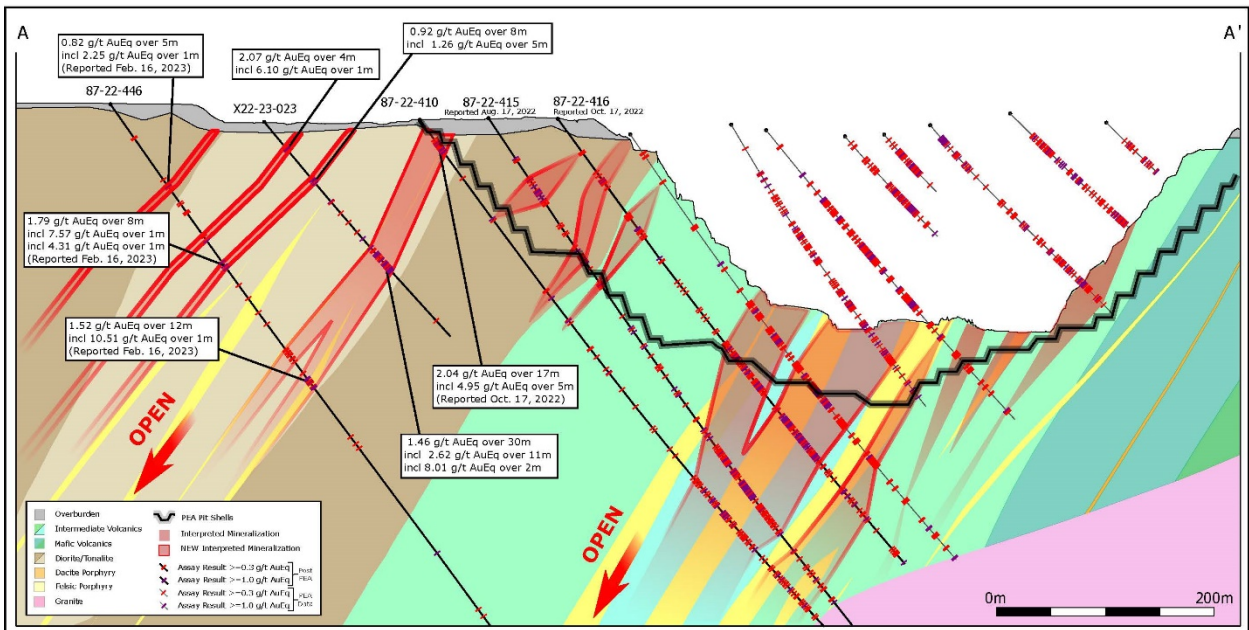 A
A'
0.82 g/t AuEq over 5m
incl 2.25 g/t AuEq over 1m
(Reported Feb. 16, 2023)
2.07 g/t AuEq over 4m
incl 6.10 g/t AuEq over 1m
0.92 g/t AuEq over 8m
incl 1.26 g/t AuEq over 5m
87-22-446
X22-23-023
87-22-410
87-22-415
Reported Aug. 17, 2022
87-22-416
Reported Oct. 17, 2022
1.79 g/t AuEq over 8m
incl 7.57 g/t AuEq over 1m
incl 4.31 g/t AuEq over 1m
(Reported Feb. 16, 2023)
1.52 g/t AuEq over 12m
incl 10.51 g/t AuEq over 1m
(Reported Feb. 16, 2023)
2.04 g/t AuEq over 17m
incl 4.95 g/t AuEq over 5m
(Reported Oct. 17, 2022)
1.46 g/t AuEq over 30m
incl 2.62 g/t AuEq over 11m
incl 8.01 g/t AuEq over 2m
OPEN
OPEN
Overburden
Intermediate Volcanics
Mafic Volcanics
Diorite/Tonalite
Dacite Porphyry
Felsic Porphyry
Granite
PEA Pit Shells
Interpreted Mineralization
NEW Interpreted Mineralization
Assay Result >=0.3 g/t AuEq
Assay Result >=1.0 g/t AuEq
Post
PEA
Assay Result >=0.3 g/t AuEq
Assay Result >=1.0 g/t AuEq
PEA
Data
0m
200m